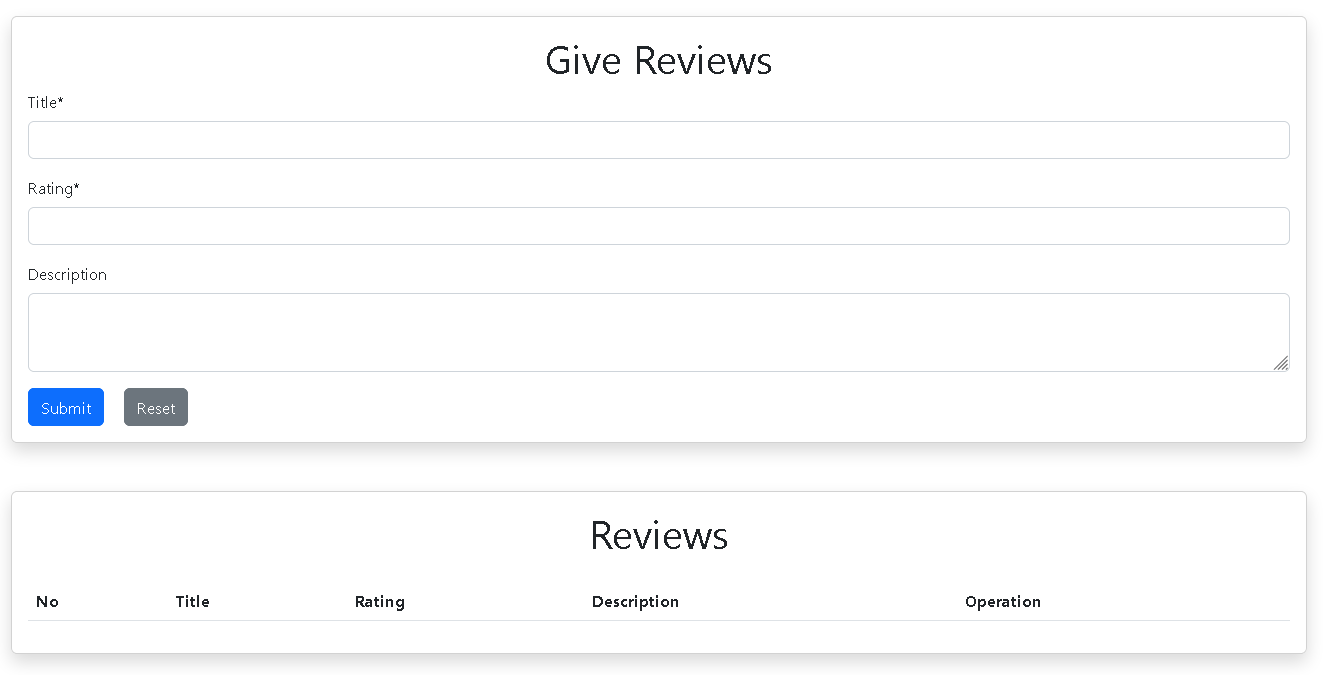 Give Reviews
Title*
Rating*
Description
Submit Reset
Reviews
No Title Rating Description Operation